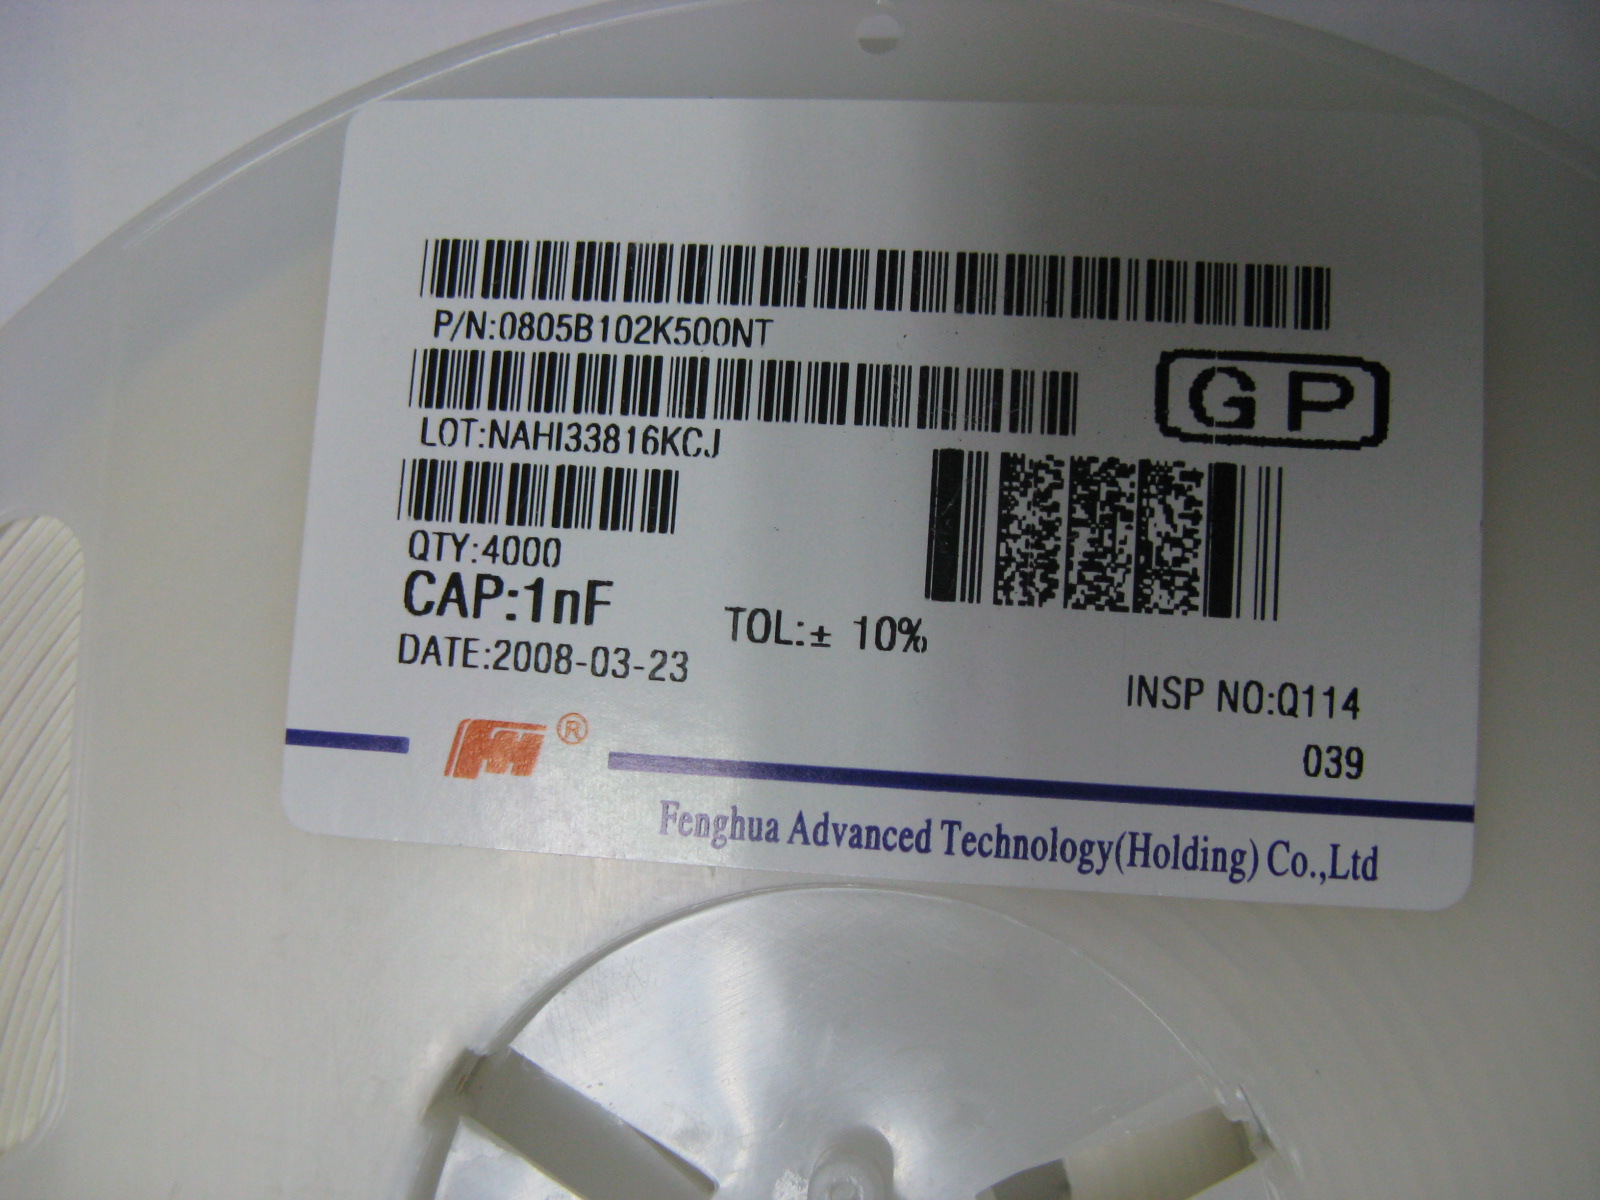 P/N:0805B102K500NT
GP
LOT:NAHI33816KCJ
QTY:4000
CAP:1nF
TOL:± 10%
DATE:2008-03-23
INSP NO:Q114
039
®
Fenghua Advanced Technology(Holding) Co.,Ltd